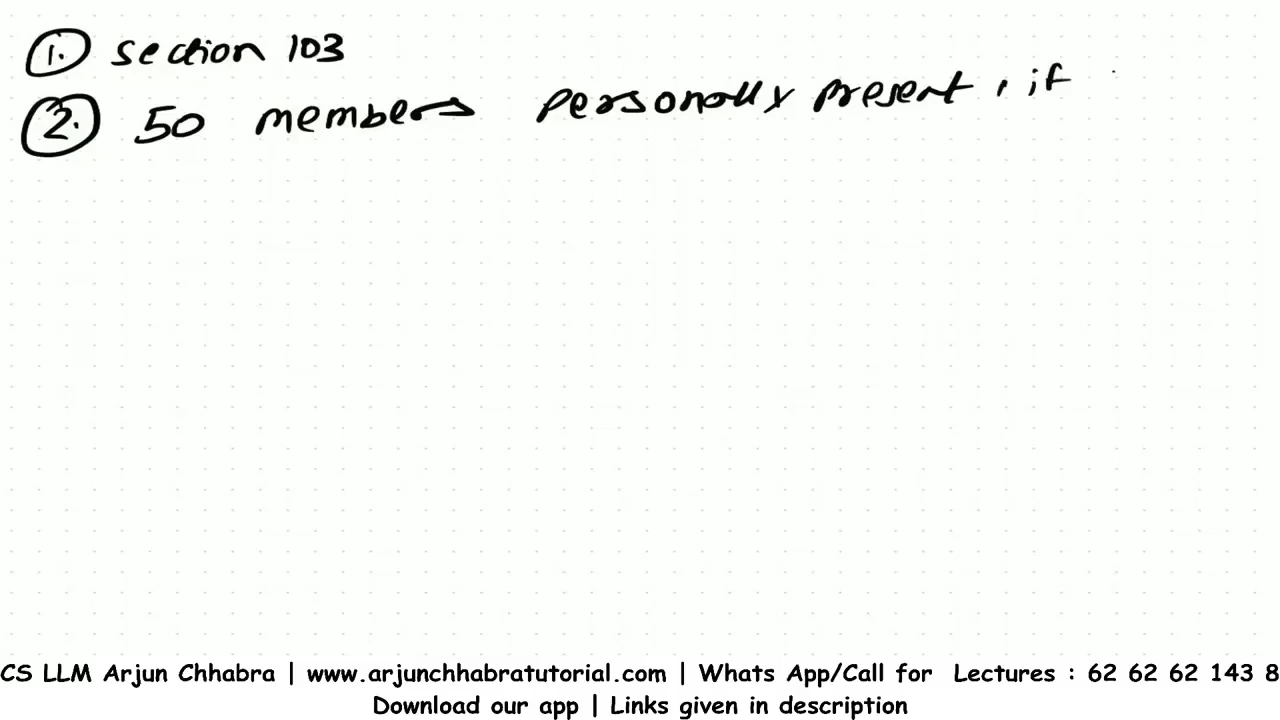 1. section 103
2. 50 members personally present, if
CS LLM Arjun Chhabra | www.arjunchhabratutorial.com | Whats App/Call for Lectures : 62 62 62 143 8
Download our app | Links given in description